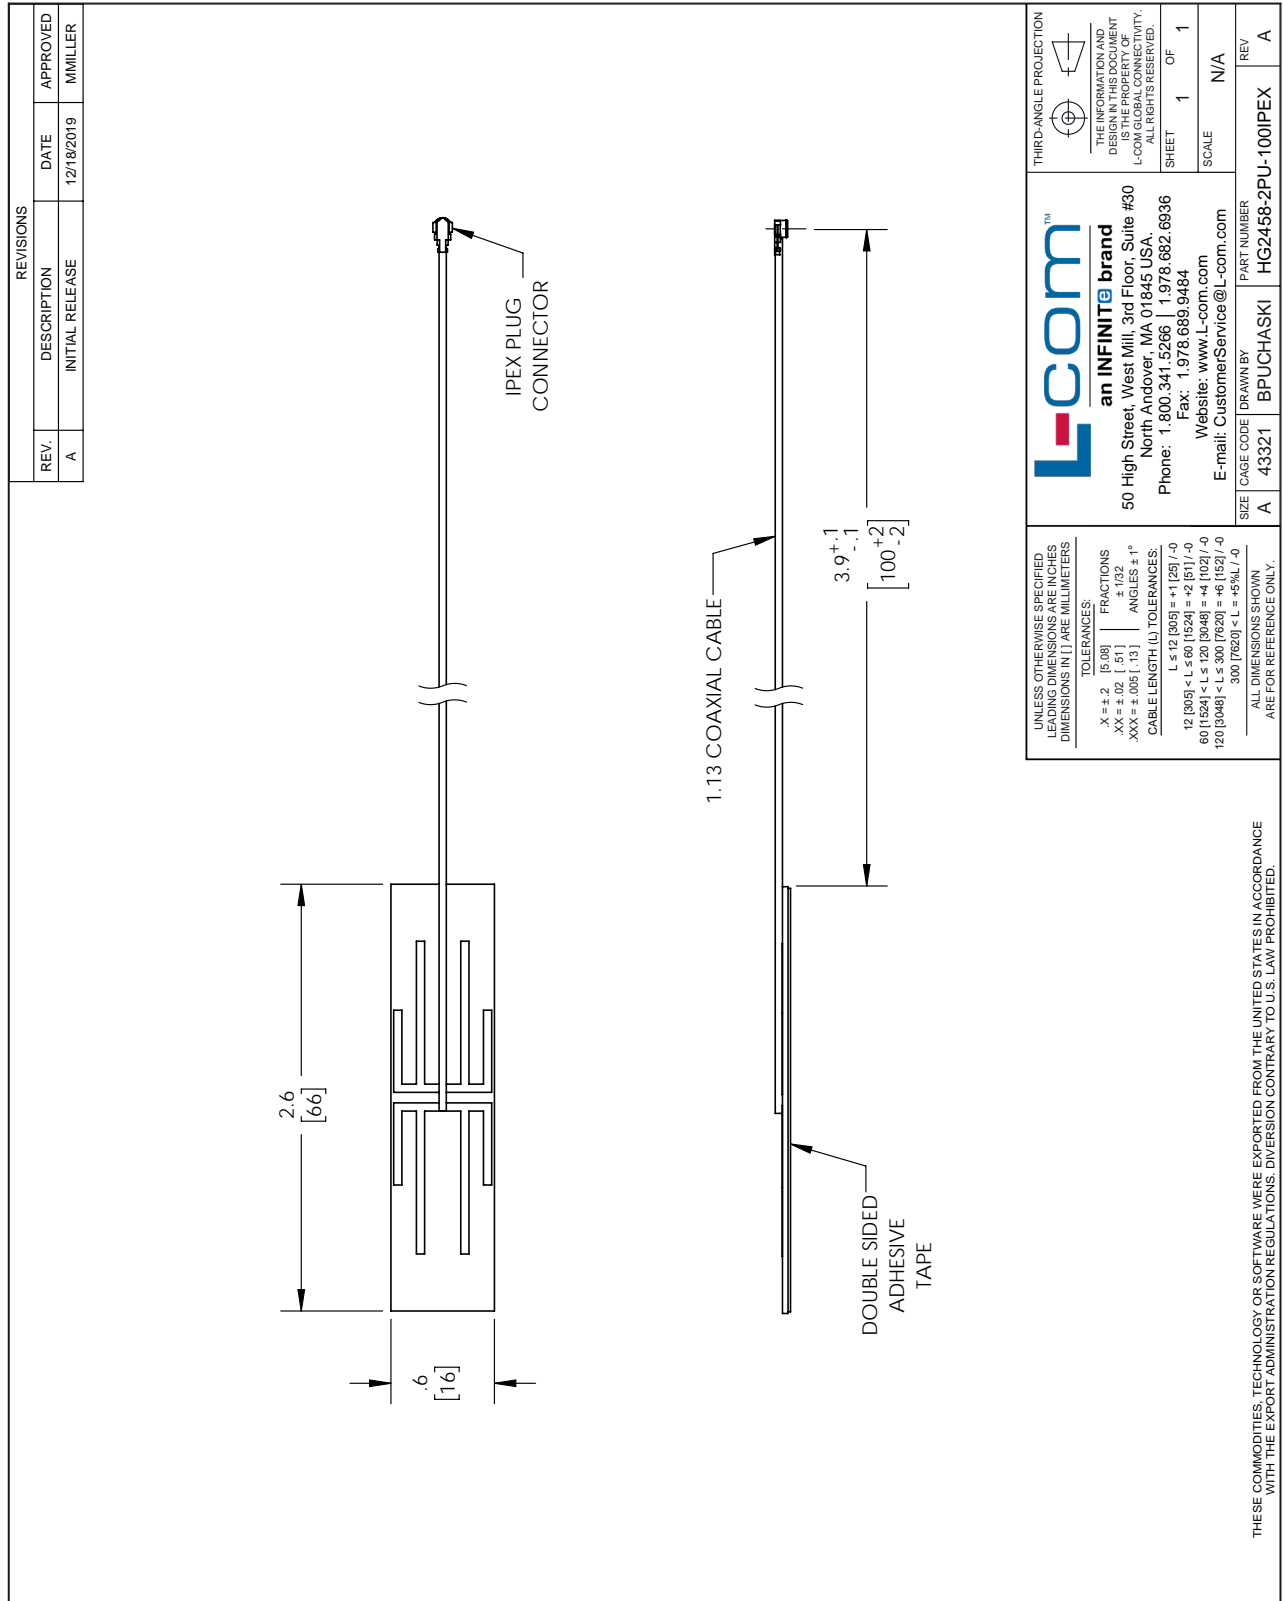 REVISIONS
REV. DESCRIPTION DATE APPROVED
A INITIAL RELEASE 12/18/2019 MMILLER
2.6
[66]
.6
[16]
IPEX PLUG
CONNECTOR
1.13 COAXIAL CABLE
3.9 +.1 -.1
[100 +2 -2]
DOUBLE SIDED
ADHESIVE
TAPE
UNLESS OTHERWISE SPECIFIED
LEADING DIMENSIONS ARE INCHES
DIMENSIONS IN [ ] ARE MILLIMETERS
TOLERANCES:
.X = ± .2 [5.08] FRACTIONS
.XX = ± .02 [ .51 ] ± 1/32
.XXX = ± .005 [ .13 ] ANGLES ± 1°
CABLE LENGTH (L) TOLERANCES:
L ≤ 12 [305] = +1 [25] / -0
12 [305] < L ≤ 60 [1524] = +2 [51] / -0
60 [1524] < L ≤ 120 [3048] = +4 [102] / -0
120 [3048] < L ≤ 300 [7620] = +6 [152] / -0
300 [7620] < L = +5%L / -0
ALL DIMENSIONS SHOWN
ARE FOR REFERENCE ONLY.
L-com™
an INFINITe brand
50 High Street, West Mill, 3rd Floor, Suite #30
North Andover, MA 01845 USA.
Phone: 1.800.341.5266 | 1.978.682.6936
Fax: 1.978.689.9484
Website: www.L-com.com
E-mail: CustomerService@L-com.com
THIRD-ANGLE PROJECTION
THE INFORMATION AND
DESIGN IN THIS DOCUMENT
IS THE PROPERTY OF
L-COM GLOBAL CONNECTIVITY.
ALL RIGHTS RESERVED.
SHEET 1 OF 1
SCALE N/A
SIZE A
CAGE CODE 43321
DRAWN BY BPUCHASKI
PART NUMBER HG2458-2PU-100IPEX
REV A
THESE COMMODITIES, TECHNOLOGY OR SOFTWARE WERE EXPORTED FROM THE UNITED STATES IN ACCORDANCE
WITH THE EXPORT ADMINISTRATION REGULATIONS. DIVERSION CONTRARY TO U.S. LAW PROHIBITED.